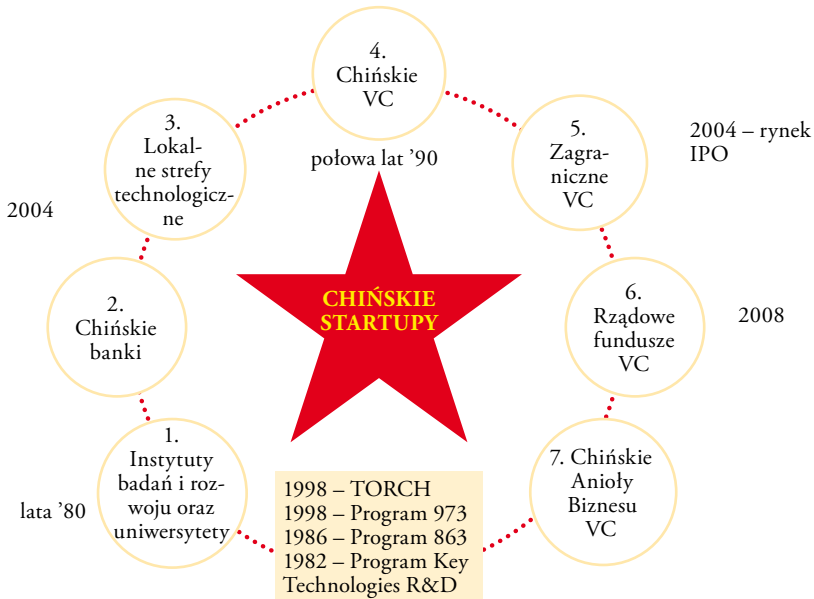 4.
Chińskie
VC
połowa lat ’90
3.
Lokal-
ne strefy
technologicz-
ne
2004
5.
Zagra-
niczne
VC
2004 – rynek
IPO
CHIŃSKIE
STARTUPY
2.
Chińskie
banki
6.
Rządowe
fundusze
VC
2008
1.
Instytuty
badań i roz-
woju oraz
uniwersytety
lata ’80
1998 – TORCH
1998 – Program 973
1986 – Program 863
1982 – Program Key
Technologies R&D
7. Chińskie
Anioły
Biznesu
VC